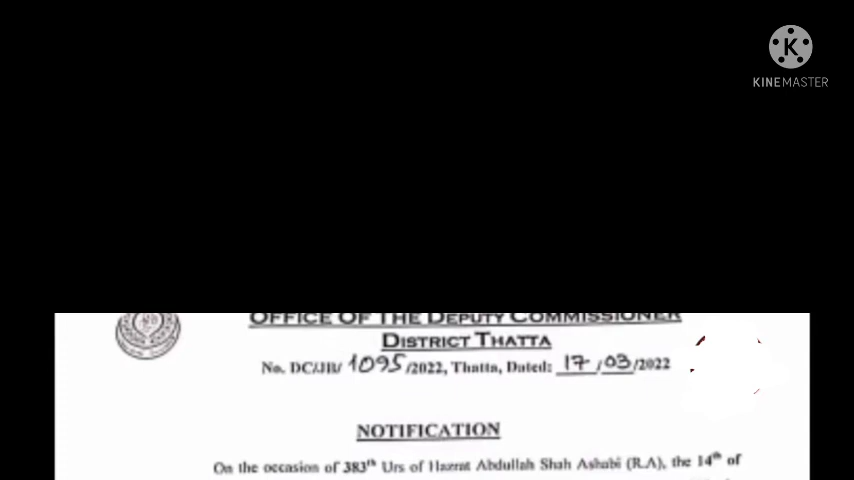 KINEMASTER
OFFICE OF THE DEPUTY COMMISSIONER
DISTRICT THATTA
No. DC/JB/ 1095 /2022, Thatta, Dated: 17 / 03 /2022
NOTIFICATION
On the occasion of 383th Urs of Hazrat Abdullah Shah Ashabi (R.A), the 14th of